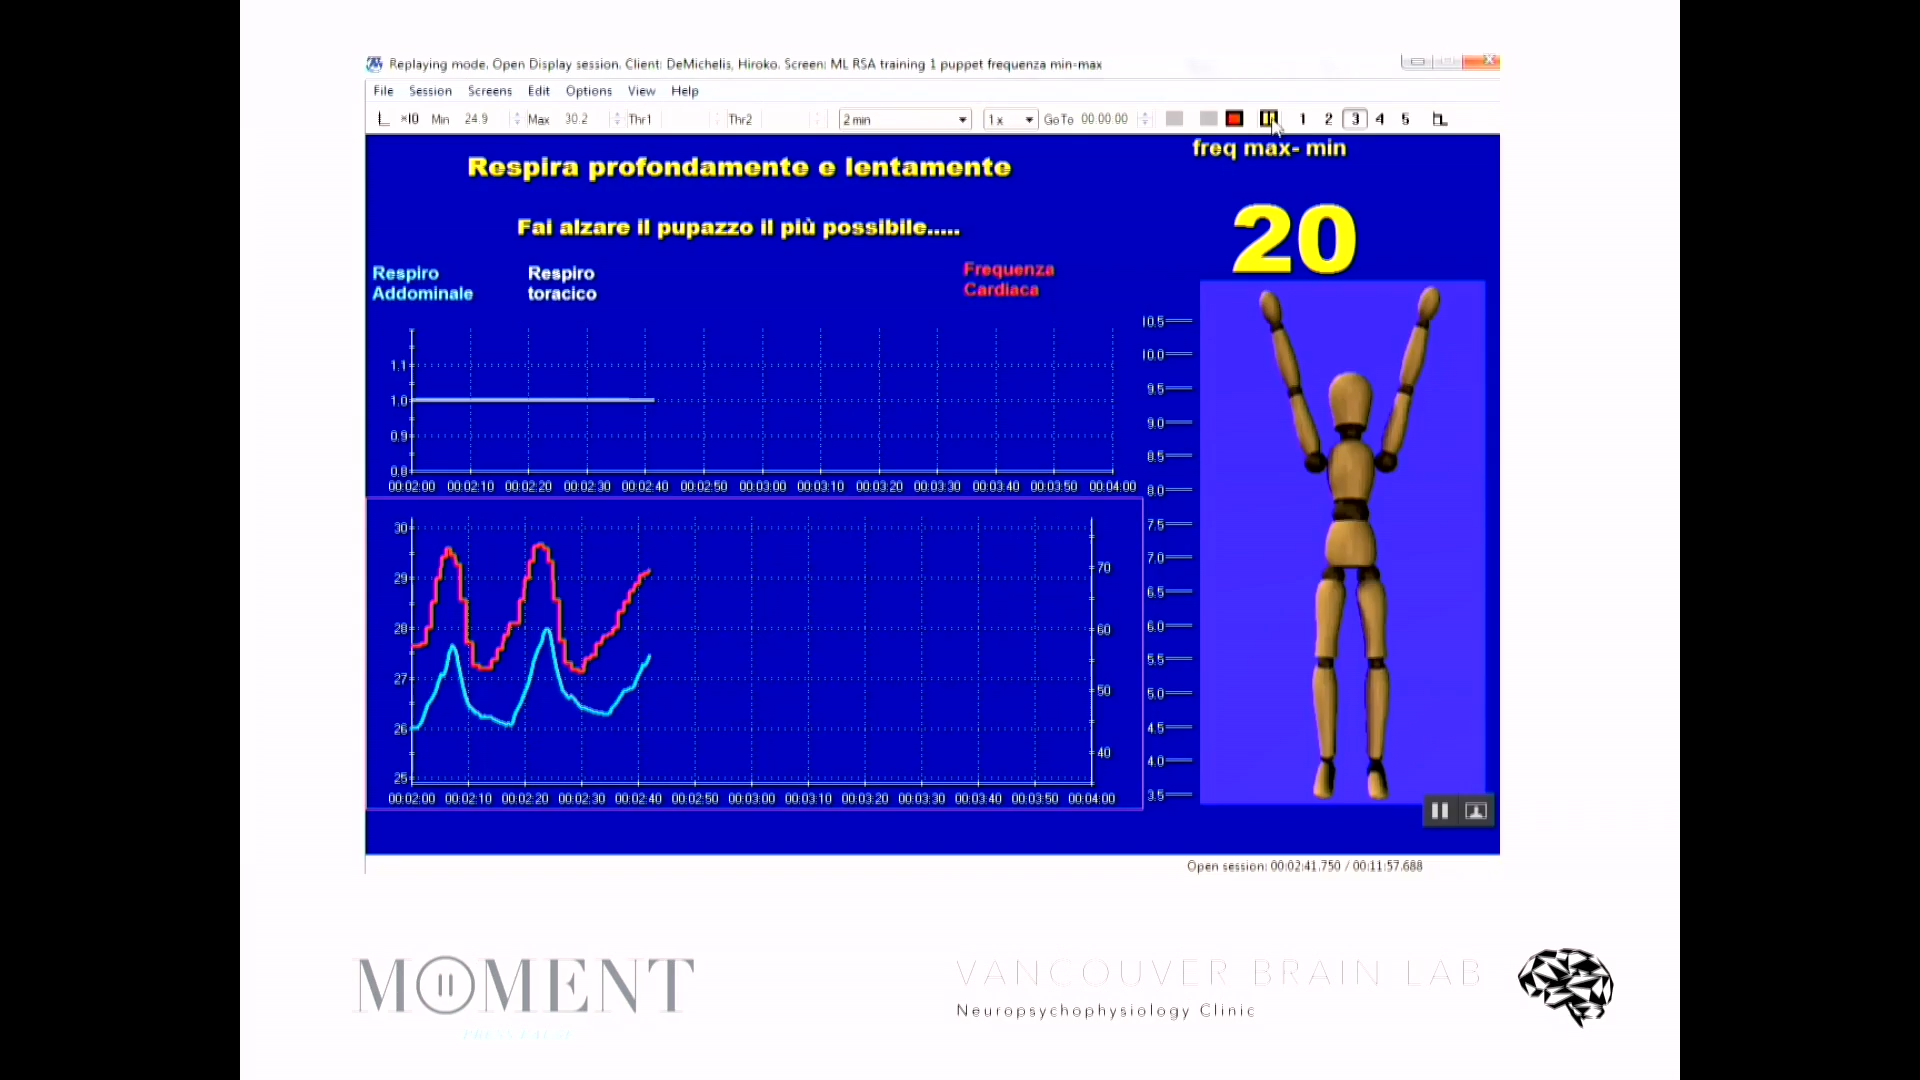 Replaying mode. Open Display session. Client: DeMichelis, Hiroko. Screen: ML RSA training 1 puppet frequenza min-max
File Session Screens Edit Options View Help
×10 Min 24.9 Max 30.2 Thr1 Thr2 2 min 1 x GoTo 00:00.00 1 2 3 4 5
freq max- min
Respira profondamente e lentamente
20
Fai alzare il pupazzo il più possibile.....
Respiro Addominale
Respiro toracico
Frequenza Cardiaca
1.1
1.0
0.9
0.8
00:02:00 00:02:10 00:02:20 00:02:30 00:02:40 00:02:50 00:03:00 00:03:10 00:03:20 00:03:30 00:03:40 00:03:50 00:04:00
30
29
28
27
26
25
70
60
50
40
00:02:00 00:02:10 00:02:20 00:02:30 00:02:40 00:02:50 00:03:00 00:03:10 00:03:20 00:03:30 00:03:40 00:03:50 00:04:00
10.5
10.0
9.5
9.0
8.5
8.0
7.5
7.0
6.5
6.0
5.5
5.0
4.5
4.0
3.5
Open session: 00:02:41.750 / 00:11:57.688
MOMENT
PRESS PAUSE
VANCOUVER BRAIN LAB
Neuropsychophysiology Clinic